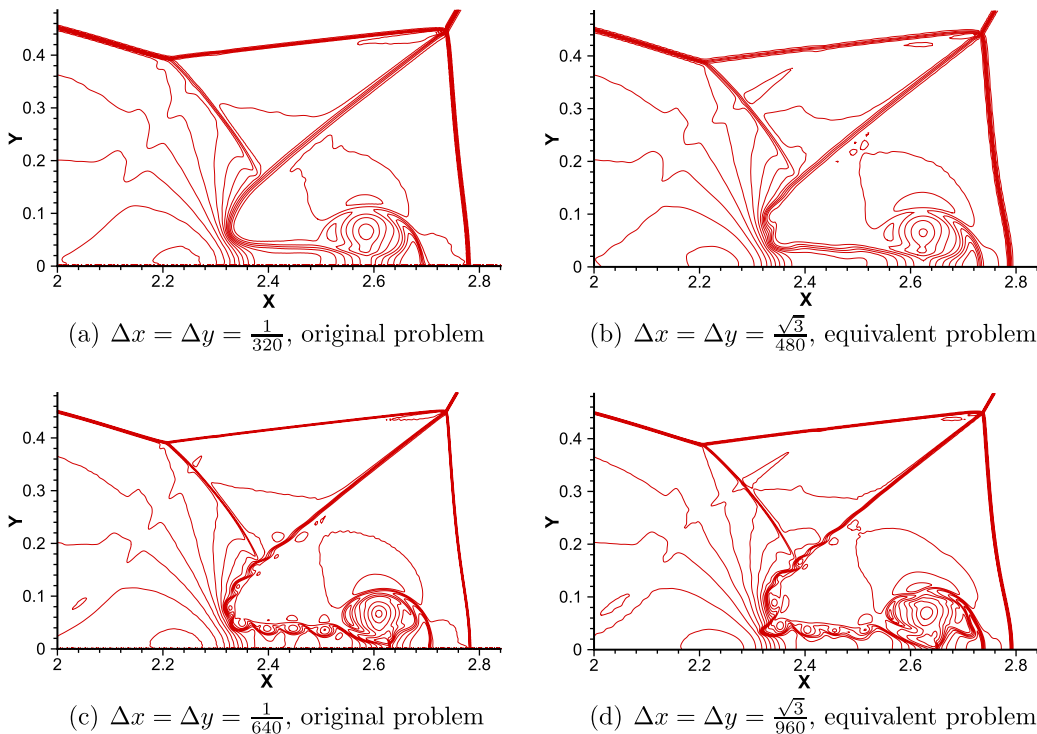 0.4
0.3
Y
0.2
0.1
0
2 2.2 2.4 2.6 2.8
X
(a) Δx = Δy = 1/320, original problem
0.4
0.3
Y
0.2
0.1
0
2 2.2 2.4 2.6 2.8
X
(b) Δx = Δy = √3/480, equivalent problem
0.4
0.3
Y
0.2
0.1
0
2 2.2 2.4 2.6 2.8
X
(c) Δx = Δy = 1/640, original problem
0.4
0.3
Y
0.2
0.1
0
2 2.2 2.4 2.6 2.8
X
(d) Δx = Δy = √3/960, equivalent problem